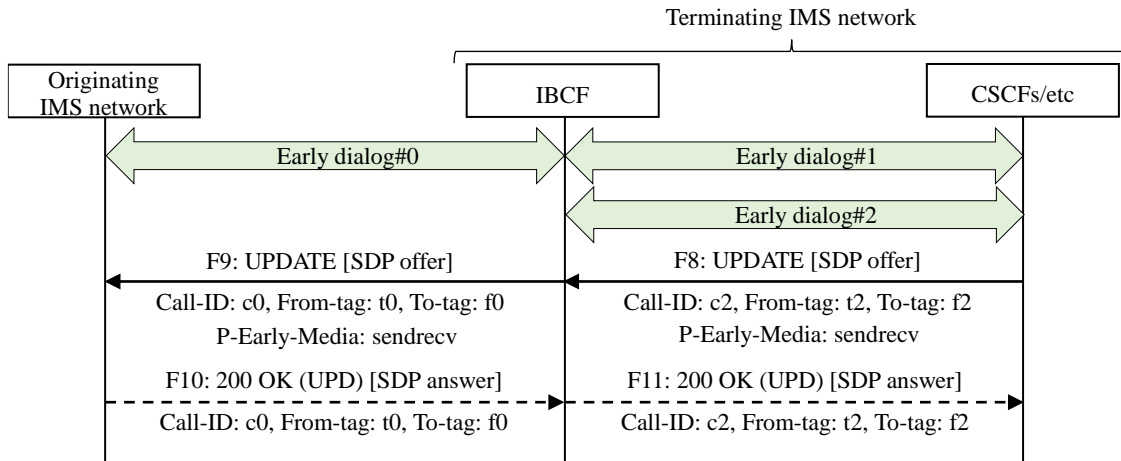 Terminating IMS network
Originating
IMS network
IBCF
CSCFs/etc
Early dialog#0
Early dialog#1
Early dialog#2
F9: UPDATE [SDP offer]
F8: UPDATE [SDP offer]
Call-ID: c0, From-tag: t0, To-tag: f0
Call-ID: c2, From-tag: t2, To-tag: f2
P-Early-Media: sendrecv
P-Early-Media: sendrecv
F10: 200 OK (UPD) [SDP answer]
F11: 200 OK (UPD) [SDP answer]
Call-ID: c0, From-tag: t0, To-tag: f0
Call-ID: c2, From-tag: t2, To-tag: f2